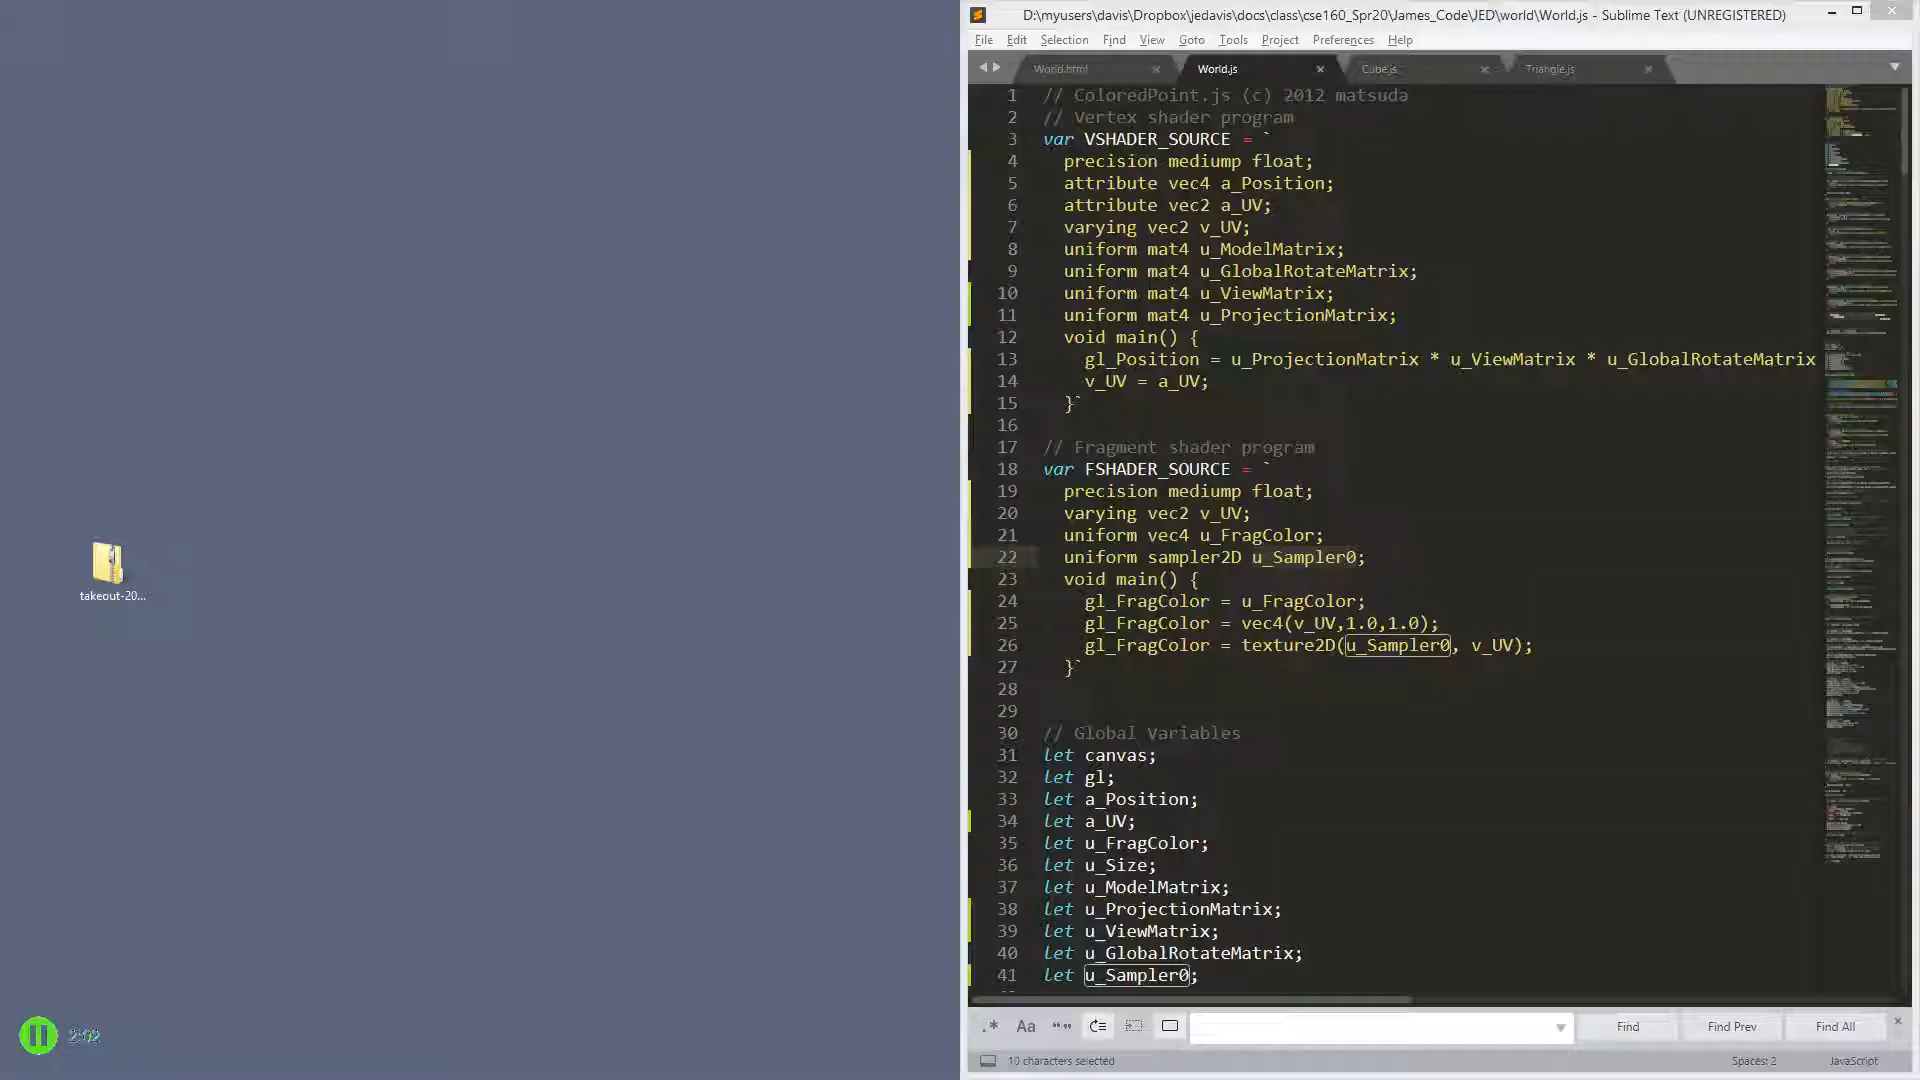 D:\myusers\davis\Dropbox\jedavis\docs\class\cse160_Spr20\James_Code\JED\world\World.js - Sublime Text (UNREGISTERED)
File Edit Selection Find View Goto Tools Project Preferences Help
World.html World.js Cube.js Triangle.js
1 // ColoredPoint.js (c) 2012 matsuda
2 // Vertex shader program
3 var VSHADER_SOURCE = `
4 precision mediump float;
5 attribute vec4 a_Position;
6 attribute vec2 a_UV;
7 varying vec2 v_UV;
8 uniform mat4 u_ModelMatrix;
9 uniform mat4 u_GlobalRotateMatrix;
10 uniform mat4 u_ViewMatrix;
11 uniform mat4 u_ProjectionMatrix;
12 void main() {
13 gl_Position = u_ProjectionMatrix * u_ViewMatrix * u_GlobalRotateMatrix
14 v_UV = a_UV;
15 }`
16
17 // Fragment shader program
18 var FSHADER_SOURCE = `
19 precision mediump float;
20 varying vec2 v_UV;
21 uniform vec4 u_FragColor;
22 uniform sampler2D u_Sampler0;
23 void main() {
24 gl_FragColor = u_FragColor;
25 gl_FragColor = vec4(v_UV,1.0,1.0);
26 gl_FragColor = texture2D(u_Sampler0, v_UV);
27 }`
28
29
30 // Global Variables
31 let canvas;
32 let gl;
33 let a_Position;
34 let a_UV;
35 let u_FragColor;
36 let u_Size;
37 let u_ModelMatrix;
38 let u_ProjectionMatrix;
39 let u_ViewMatrix;
40 let u_GlobalRotateMatrix;
41 let u_Sampler0;
takeout-20...
2:02
.* Aa “” Find Find Prev Find All
10 characters selected Spaces: 2 JavaScript